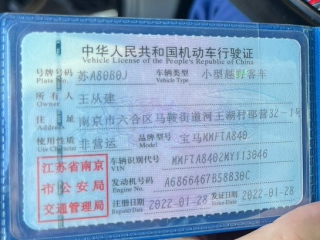 中华人民共和国机动车行驶证
Vehicle License of the People's Republic of China
号牌号码 苏A8080J 车辆类型 小型越野客车
Plate No. Vehicle Type
所有人 王从建
Owner
住址 南京市六合区马鞍街道河王湖村邵营32-1号
使用性质 非营运 品牌型号 宝马MMFTA840
Use Character Model
江苏省南京市公安局交通管理局
车辆识别代号 MMFTA8402MY113046
VIN
发动机号码 A6866467B58830C
Engine No.
注册日期 2022-01-28 发证日期 2022-01-28
Register Date Issue Date